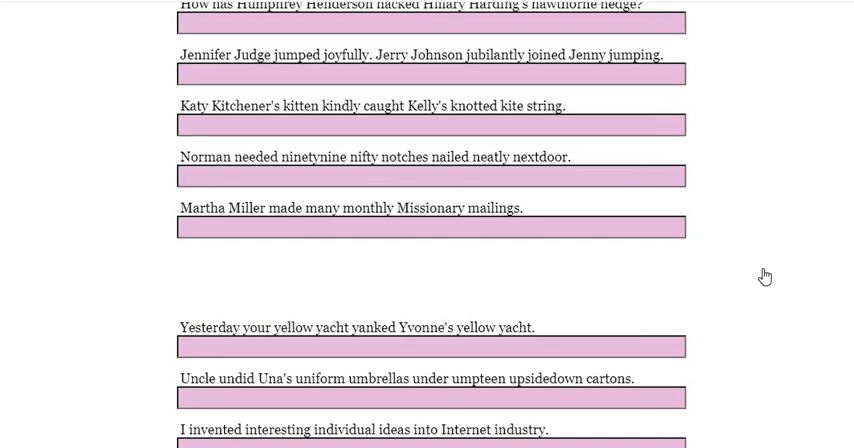 How has Humphrey Henderson hacked Hillary Harding's hawthorne hedge?
Jennifer Judge jumped joyfully. Jerry Johnson jubilantly joined Jenny jumping.
Katy Kitchener's kitten kindly caught Kelly's knotted kite string.
Norman needed ninetynine nifty notches nailed neatly nextdoor.
Martha Miller made many monthly Missionary mailings.
Yesterday your yellow yacht yanked Yvonne's yellow yacht.
Uncle undid Una's uniform umbrellas under umpteen upsidedown cartons.
I invented interesting individual ideas into Internet industry.